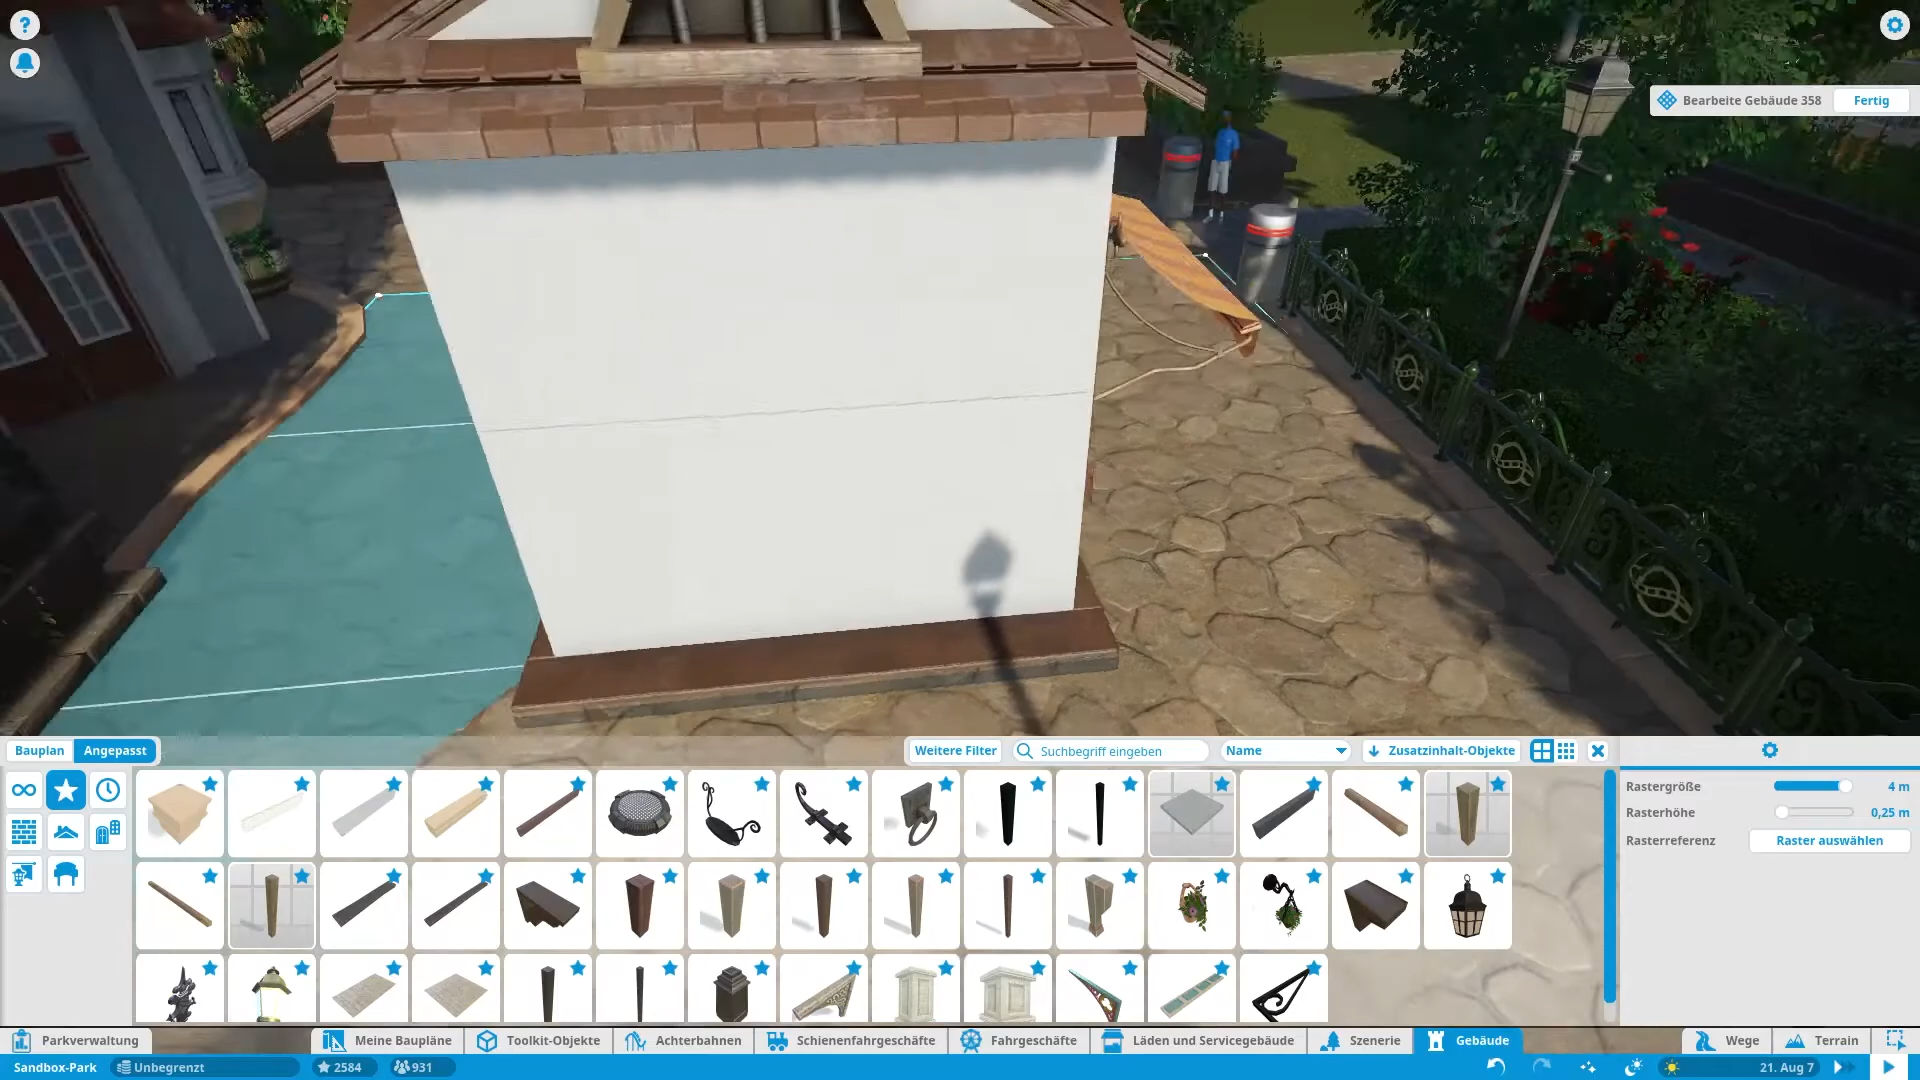 ?
Bearbeite Gebäude 358
Fertig
Bauplan
Angepasst
Weitere Filter
Suchbegriff eingeben
Name
Zusatzinhalt-Objekte
Rastergröße
4 m
Rasterhöhe
0,25 m
Rasterreferenz
Raster auswählen
Parkverwaltung
Meine Baupläne
Toolkit-Objekte
Achterbahnen
Schienenfahrgeschäfte
Fahrgeschäfte
Läden und Servicegebäude
Szenerie
Gebäude
Wege
Terrain
Sandbox-Park
Unbegrenzt
2584
931
21. Aug 7